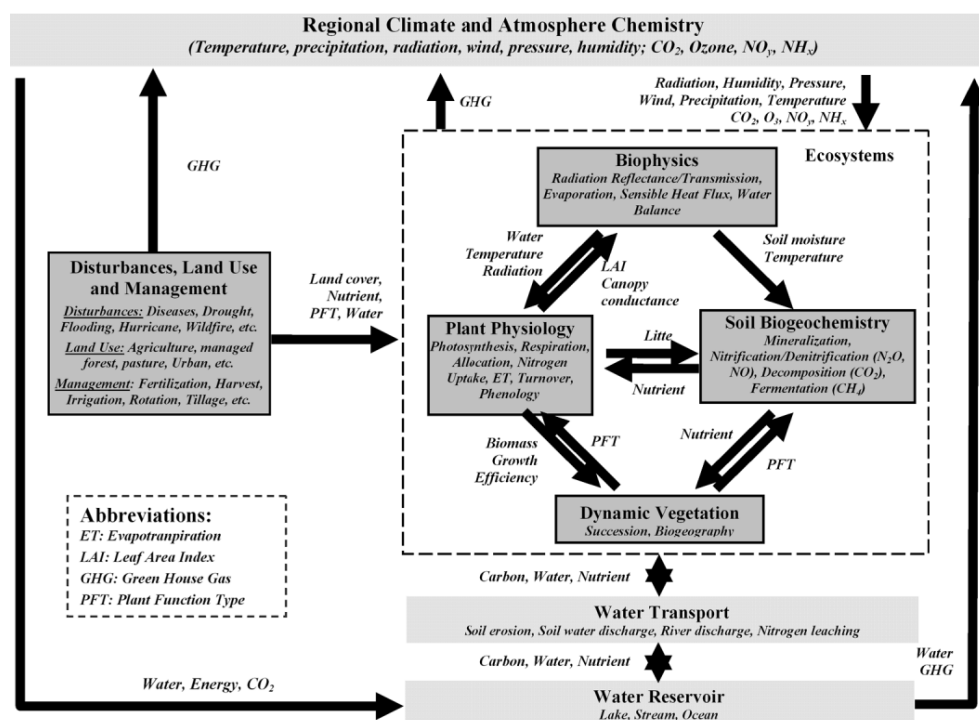 Regional Climate and Atmosphere Chemistry
(Temperature, precipitation, radiation, wind, pressure, humidity; CO₂, Ozone, NOy, NHx)
Radiation, Humidity, Pressure,
Wind, Precipitation, Temperature
CO₂, O₃, NOy, NHx
GHG
GHG
Ecosystems
Biophysics
Radiation Reflectance/Transmission,
Evaporation, Sensible Heat Flux, Water
Balance
Water
Temperature
Radiation
LAI
Canopy
conductance
Soil moisture
Temperature
Disturbances, Land Use
and Management
Disturbances: Diseases, Drought,
Flooding, Hurricane, Wildfire, etc.
Land Use: Agriculture, managed
forest, pasture, Urban, etc.
Management: Fertilization, Harvest,
Irrigation, Rotation, Tillage, etc.
Land cover,
Nutrient,
PFT, Water
Plant Physiology
Photosynthesis, Respiration,
Allocation, Nitrogen
Uptake, ET, Turnover,
Phenology
Litte
Nutrient
Soil Biogeochemistry
Mineralization,
Nitrification/Denitrification (N₂O,
NO), Decomposition (CO₂),
Fermentation (CH₄)
Biomass
Growth
Efficiency
PFT
Nutrient
PFT
Dynamic Vegetation
Succession, Biogeography
Abbreviations:
ET: Evapotranpiration
LAI: Leaf Area Index
GHG: Green House Gas
PFT: Plant Function Type
Carbon, Water, Nutrient
Water Transport
Soil erosion, Soil water discharge, River discharge, Nitrogen leaching
Carbon, Water, Nutrient
Water
GHG
Water, Energy, CO₂
Water Reservoir
Lake, Stream, Ocean